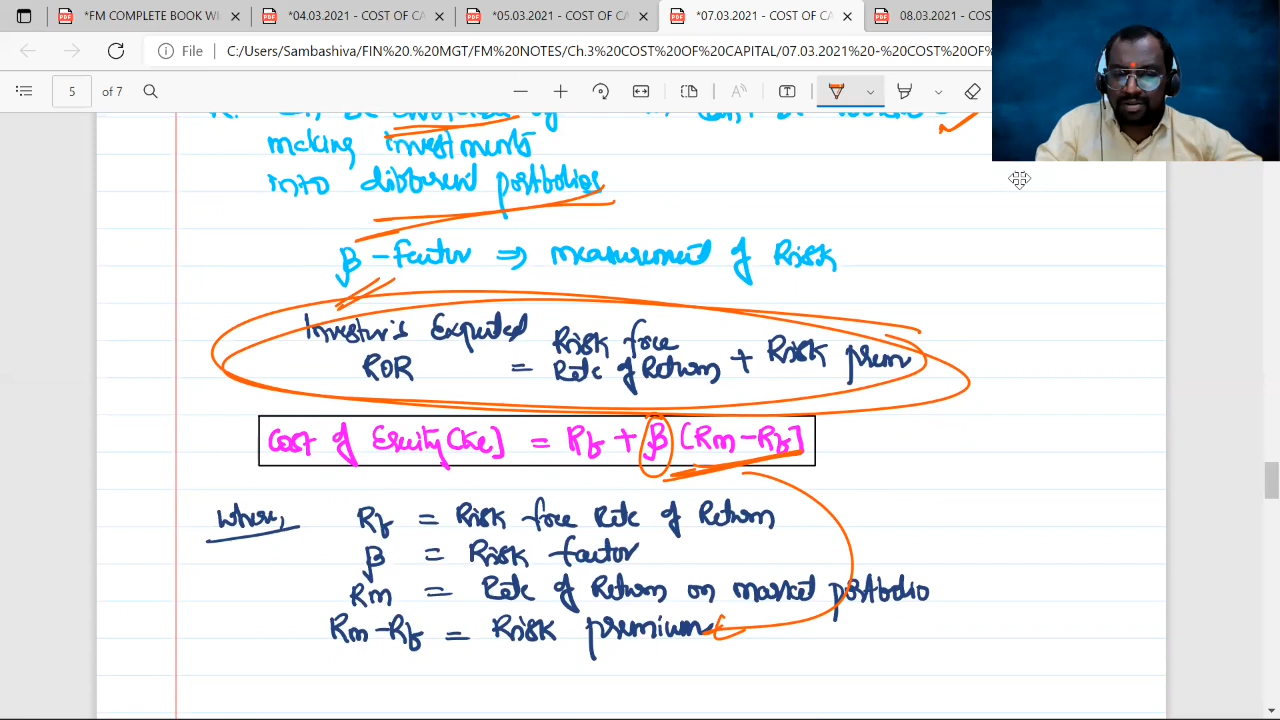 *FM COMPLETE BOOK WI
*04.03.2021 - COST OF CA
*05.03.2021 - COST OF CA
*07.03.2021 - COST OF CA
08.03.2021 - COST
File C:/Users/Sambashiva/FIN%20.%20MGT/FM%20NOTES/Ch.3%20COST%20OF%20CAPITAL/07.03.2021%20-%20COST%20OF%
5 of 7
making investments
into different portfolios
β-Factor ⇒ measurement of Risk
Investor's Expected Risk free
ROR = Rate of Return + Risk prem
Cost of Equity (Ke] = Rf + β (Rm-Rf]
where, Rf = Risk free Rate of Return
β = Risk factor
Rm = Rate of Return on market portfolio
Rm-Rf = Risk premium